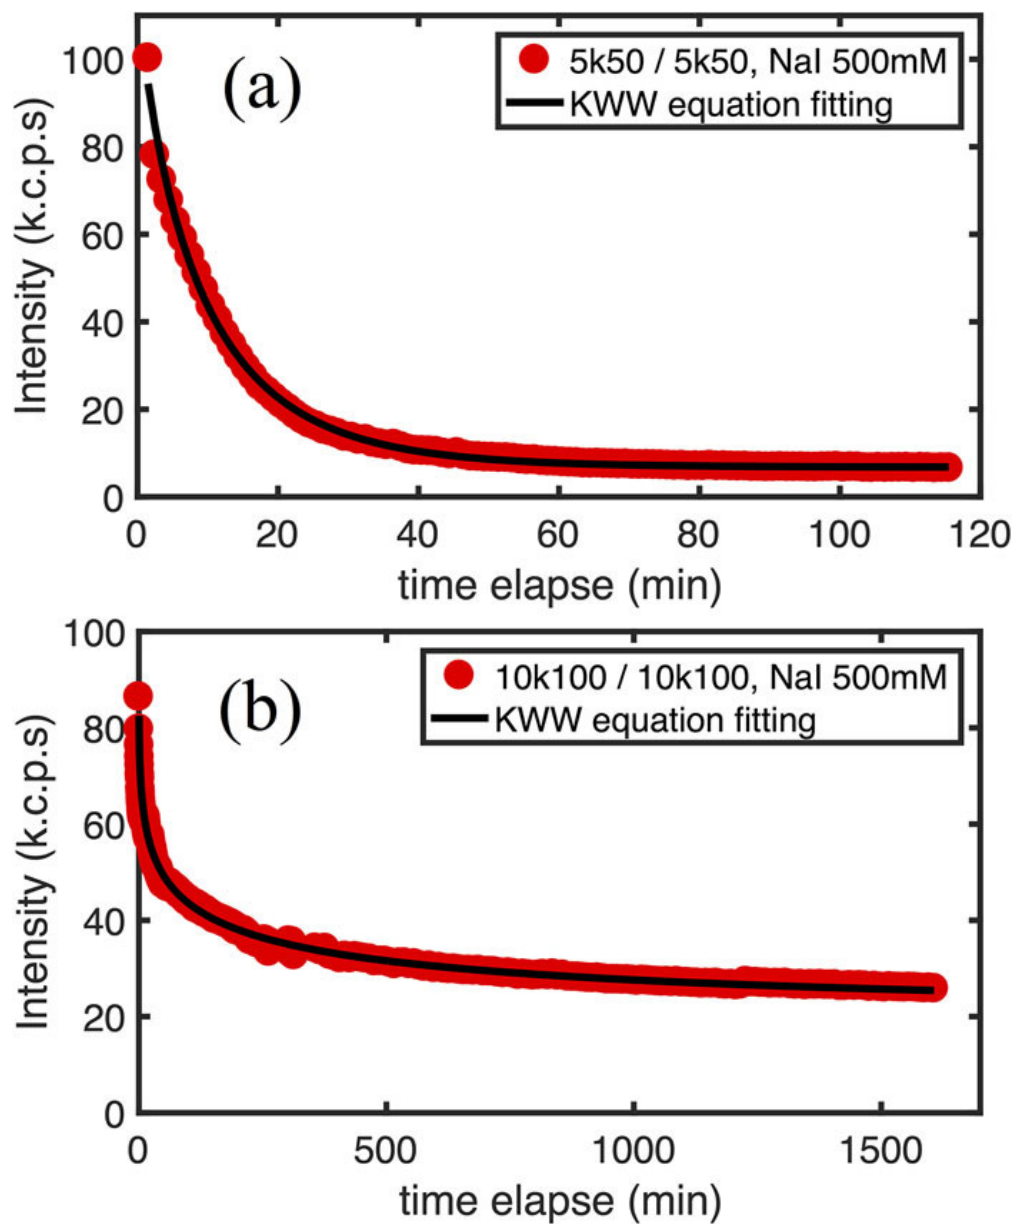 (a)
5k50 / 5k50, NaI 500mM
KWW equation fitting
Intensity (k.c.p.s)
100
80
60
40
20
0
0 20 40 60 80 100 120
time elapse (min)
(b)
10k100 / 10k100, NaI 500mM
KWW equation fitting
Intensity (k.c.p.s)
100
80
60
40
20
0
0 500 1000 1500
time elapse (min)